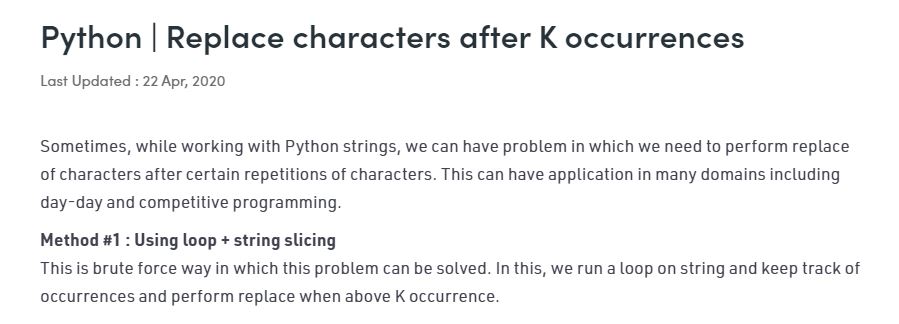 Python | Replace characters after K occurrences
Last Updated : 22 Apr, 2020
Sometimes, while working with Python strings, we can have problem in which we need to perform replace
of characters after certain repetitions of characters. This can have application in many domains including
day-day and competitive programming.
Method #1 : Using loop + string slicing
This is brute force way in which this problem can be solved. In this, we run a loop on string and keep track of
occurrences and perform replace when above K occurrence.